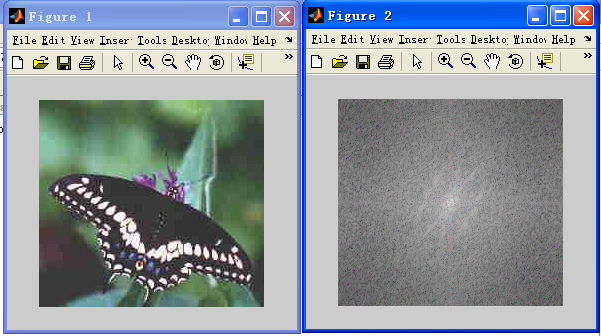 Figure 1
File Edit View Inser Tools Deskto Windo Help
Figure 2
File Edit View Inser Tools Deskto Window Help